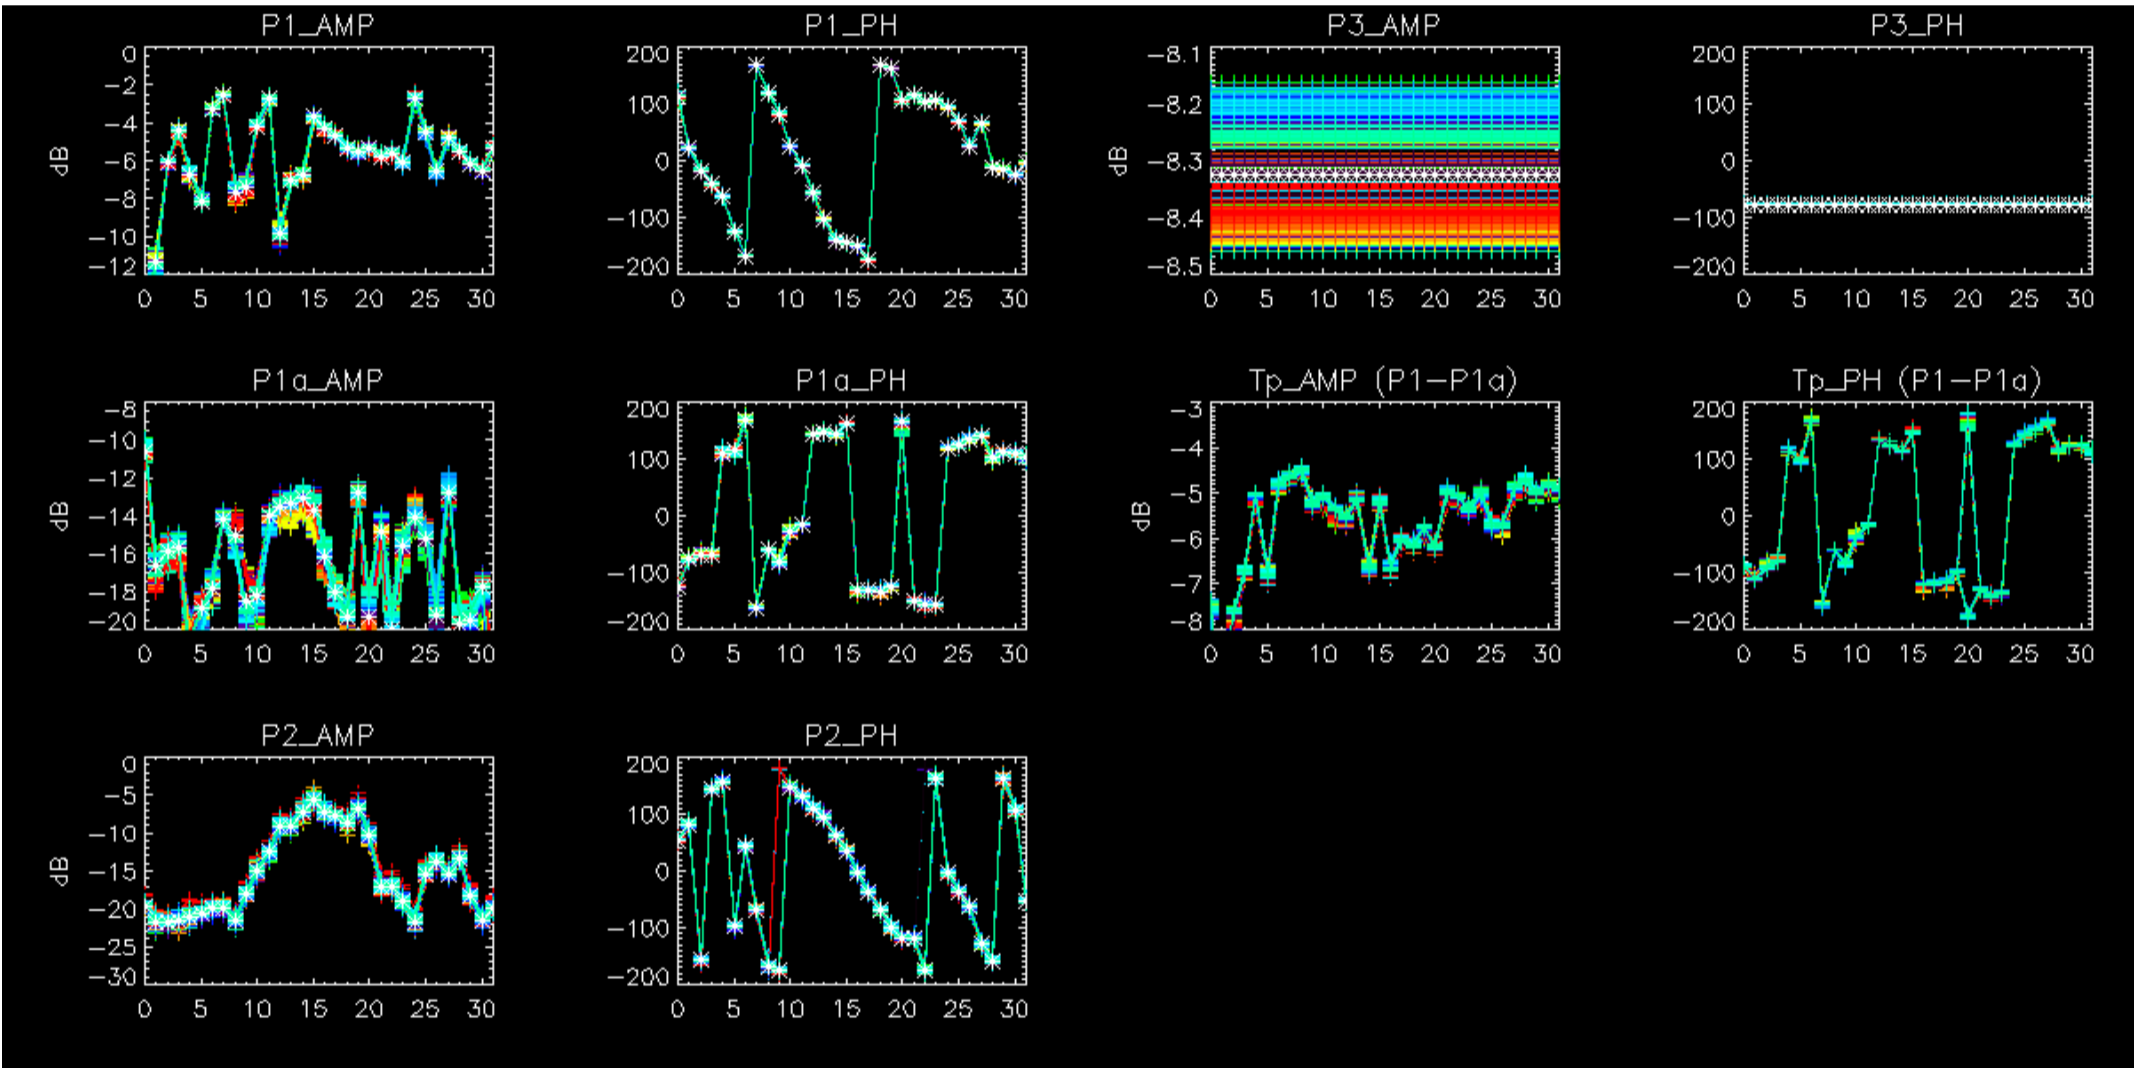 P1_AMP
0
-2
-4
-6
-8
-10
-12
dB
0 5 10 15 20 25 30
P1_PH
200
100
0
-100
-200
0 5 10 15 20 25 30
P3_AMP
-8.1
-8.2
-8.3
-8.4
-8.5
dB
0 5 10 15 20 25 30
P3_PH
200
100
0
-100
-200
0 5 10 15 20 25 30
P1a_AMP
-8
-10
-12
-14
-16
-18
-20
dB
0 5 10 15 20 25 30
P1a_PH
200
100
0
-100
-200
0 5 10 15 20 25 30
Tp_AMP (P1-P1a)
-3
-4
-5
-6
-7
-8
dB
0 5 10 15 20 25 30
Tp_PH (P1-P1a)
200
100
0
-100
-200
0 5 10 15 20 25 30
P2_AMP
0
-5
-10
-15
-20
-25
-30
dB
0 5 10 15 20 25 30
P2_PH
200
100
0
-100
-200
0 5 10 15 20 25 30